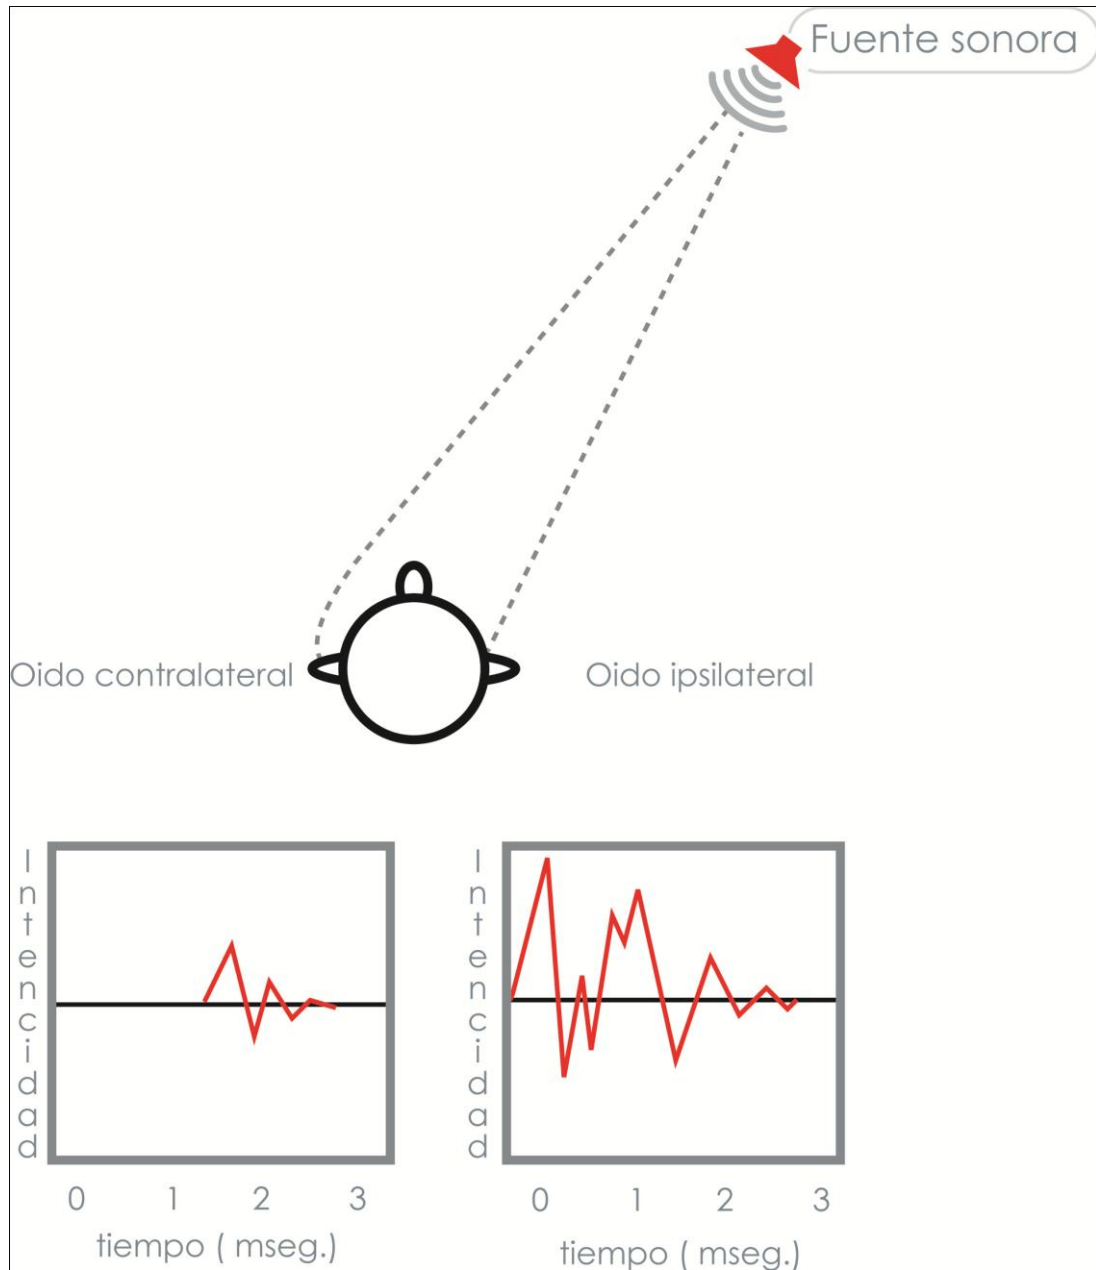 Fuente sonora
Oido contralateral
Oido ipsilateral
Intencidad
0 1 2 3
tiempo ( mseg.)
Intencidad
0 1 2 3
tiempo ( mseg.)